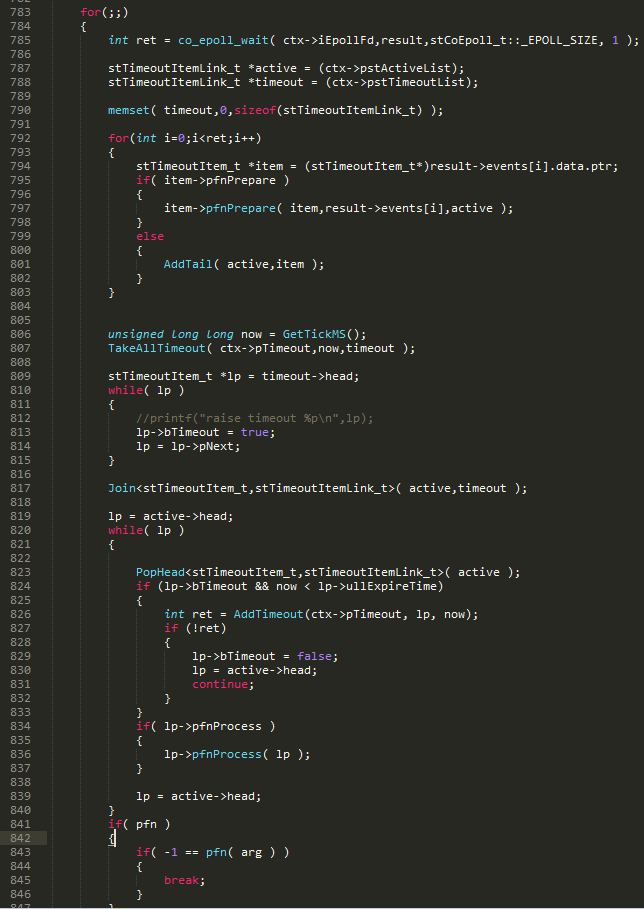 783 for(;;)
784 {
785 int ret = co_epoll_wait( ctx->iEpollFd,result,stCoEpoll_t::_EPOLL_SIZE, 1 );
786
787 stTimeoutItemLink_t *active = (ctx->pstActiveList);
788 stTimeoutItemLink_t *timeout = (ctx->pstTimeoutList);
789
790 memset( timeout,0,sizeof(stTimeoutItemLink_t) );
791
792 for(int i=0;i<ret;i++)
793 {
794 stTimeoutItem_t *item = (stTimeoutItem_t*)result->events[i].data.ptr;
795 if( item->pfnPrepare )
796 {
797 item->pfnPrepare( item,result->events[i],active );
798 }
799 else
800 {
801 AddTail( active,item );
802 }
803 }
804
805
806 unsigned long long now = GetTickMS();
807 TakeAllTimeout( ctx->pTimeout,now,timeout );
808
809 stTimeoutItem_t *lp = timeout->head;
810 while( lp )
811 {
812 //printf("raise timeout %p\n",lp);
813 lp->bTimeout = true;
814 lp = lp->pNext;
815 }
816
817 Join<stTimeoutItem_t,stTimeoutItemLink_t>( active,timeout );
818
819 lp = active->head;
820 while( lp )
821 {
822
823 PopHead<stTimeoutItem_t,stTimeoutItemLink_t>( active );
824 if (lp->bTimeout && now < lp->ullExpireTime)
825 {
826 int ret = AddTimeout(ctx->pTimeout, lp, now);
827 if (!ret)
828 {
829 lp->bTimeout = false;
830 lp = active->head;
831 continue;
832 }
833 }
834 if( lp->pfnProcess )
835 {
836 lp->pfnProcess( lp );
837 }
838
839 lp = active->head;
840 }
841 if( pfn )
842 {
843 if( -1 == pfn( arg ) )
844 {
845 break;
846 }
847 }